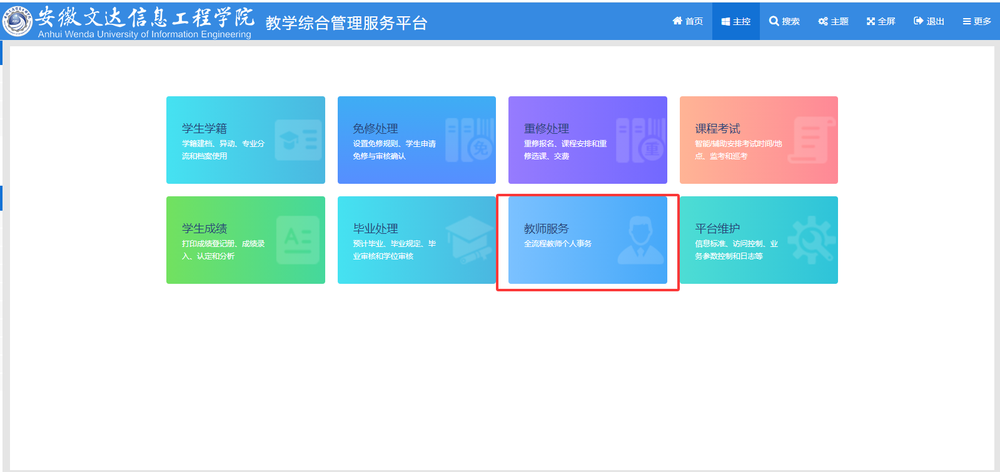 安徽文达信息工程学院
Anhui Wenda University of Information Engineering
教学综合管理服务平台
首页
主控
搜索
主题
全屏
退出
更多
学生学籍
学籍建档、异动、专业分
流和档案使用
免修处理
设置免修规则、学生申请
免修与审核确认
免
重修处理
重修报名、课程安排和重
修选课、交费
重
课程考试
智能/辅助安排考试时间/地
点、监考和巡考
学生成绩
打印成绩登记册、成绩录
入、认定和分析
A
毕业处理
预计毕业、毕业规定、毕
业审核和学位审核
教师服务
全流程教师个人事务
平台维护
信息标准、访问控制、业
务参数控制和日志等